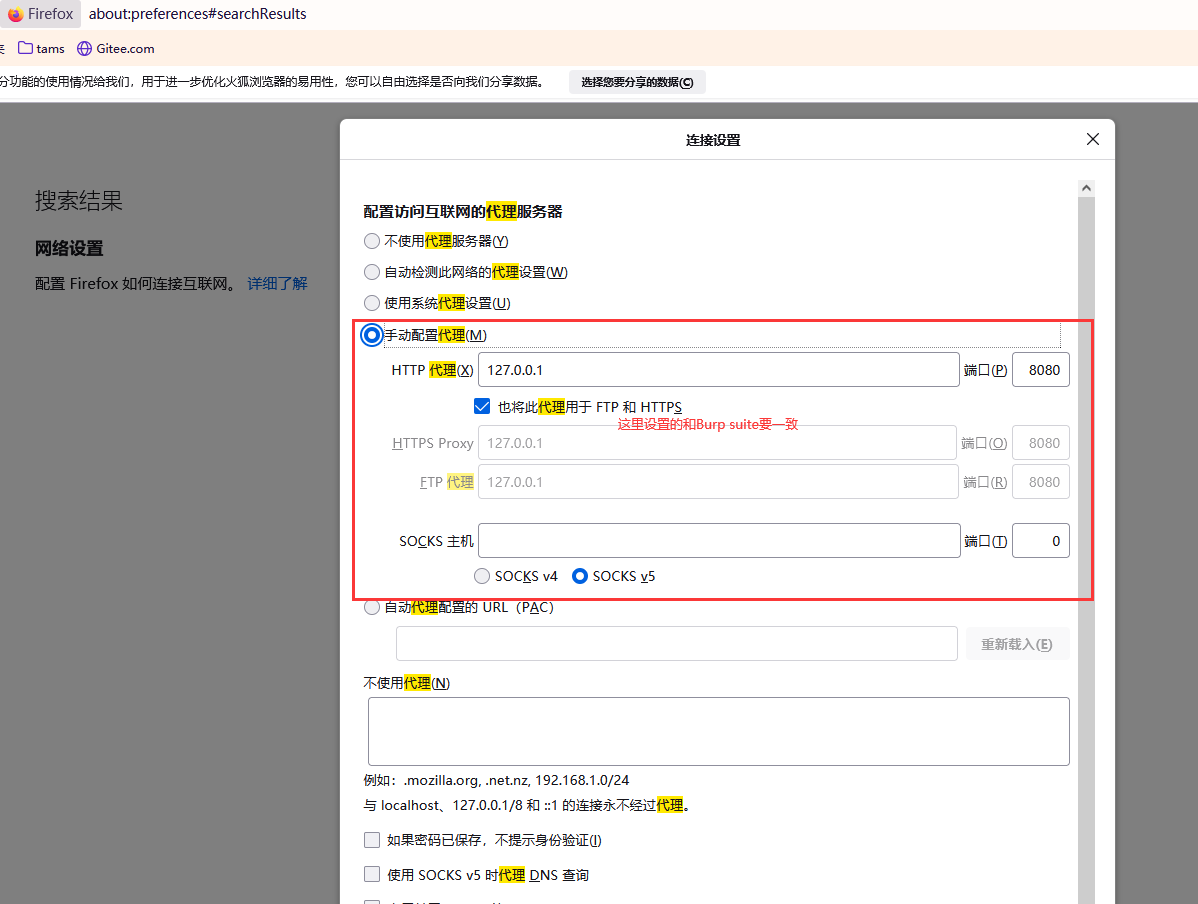 Firefox about:preferences#searchResults
tams Gitee.com
分功能的使用情况给我们，用于进一步优化火狐浏览器的易用性，您可以自由选择是否向我们分享数据。 选择您要分享的数据(C)
连接设置
搜索结果
网络设置
配置 Firefox 如何连接互联网。 详细了解
配置访问互联网的代理服务器
不使用代理服务器(Y)
自动检测此网络的代理设置(W)
使用系统代理设置(U)
手动配置代理(M)
HTTP 代理(X) 127.0.0.1 端口(P) 8080
也将此代理用于 FTP 和 HTTPS
这里设置的和Burp suite要一致
HTTPS Proxy 127.0.0.1 端口(O) 8080
FTP 代理 127.0.0.1 端口(R) 8080
SOCKS 主机 端口(T) 0
SOCKS v4 SOCKS v5
自动代理配置的 URL（PAC）
重新载入(E)
不使用代理(N)
例如：.mozilla.org, .net.nz, 192.168.1.0/24
与 localhost、127.0.0.1/8 和 ::1 的连接永不经过代理。
如果密码已保存，不提示身份验证(I)
使用 SOCKS v5 时代理 DNS 查询